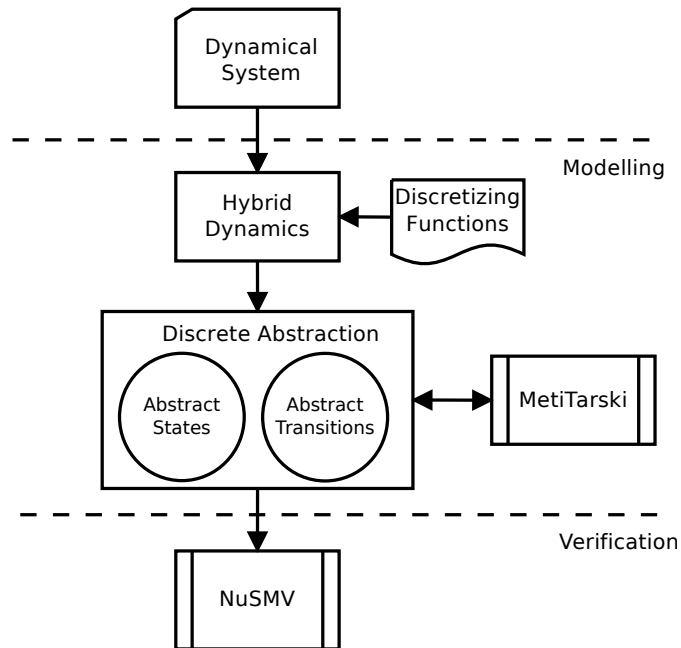 Dynamical
System
Modelling
Hybrid
Dynamics
Discretizing
Functions
Discrete Abstraction
Abstract
States
Abstract
Transitions
MetiTarski
Verification
NuSMV